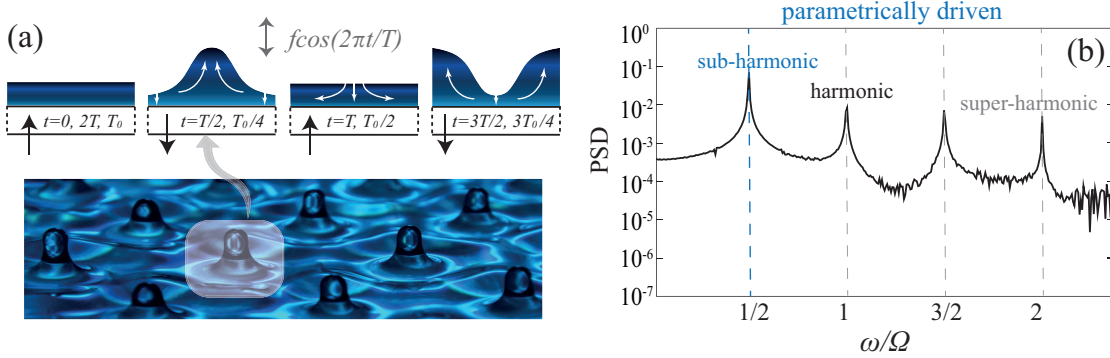 (a)
fcos(2πt/T)
t=0, 2T, T₀
t=T/2, T₀/4
t=T, T₀/2
t=3T/2, 3T₀/4
parametrically driven
(b)
10⁰
10⁻¹
10⁻²
10⁻³
10⁻⁴
10⁻⁵
10⁻⁶
10⁻⁷
PSD
sub-harmonic
harmonic
super-harmonic
1/2 1 3/2 2
ω/Ω